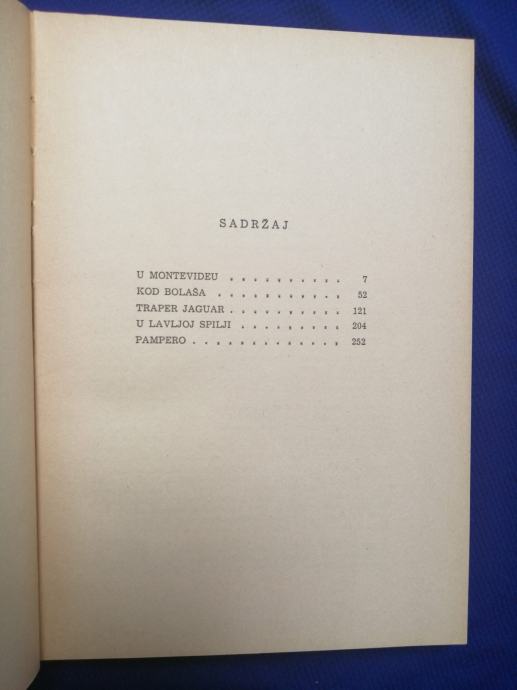 SADRŽAJ
U MONTEVIDEU . . . . . . . . . . 7
KOD BOLAŠA . . . . . . . . . . . 52
TRAPER JAGUAR . . . . . . . . . . 121
U LAVLJOJ SPILJI . . . . . . . . . 204
PAMPERO . . . . . . . . . . . . . 252